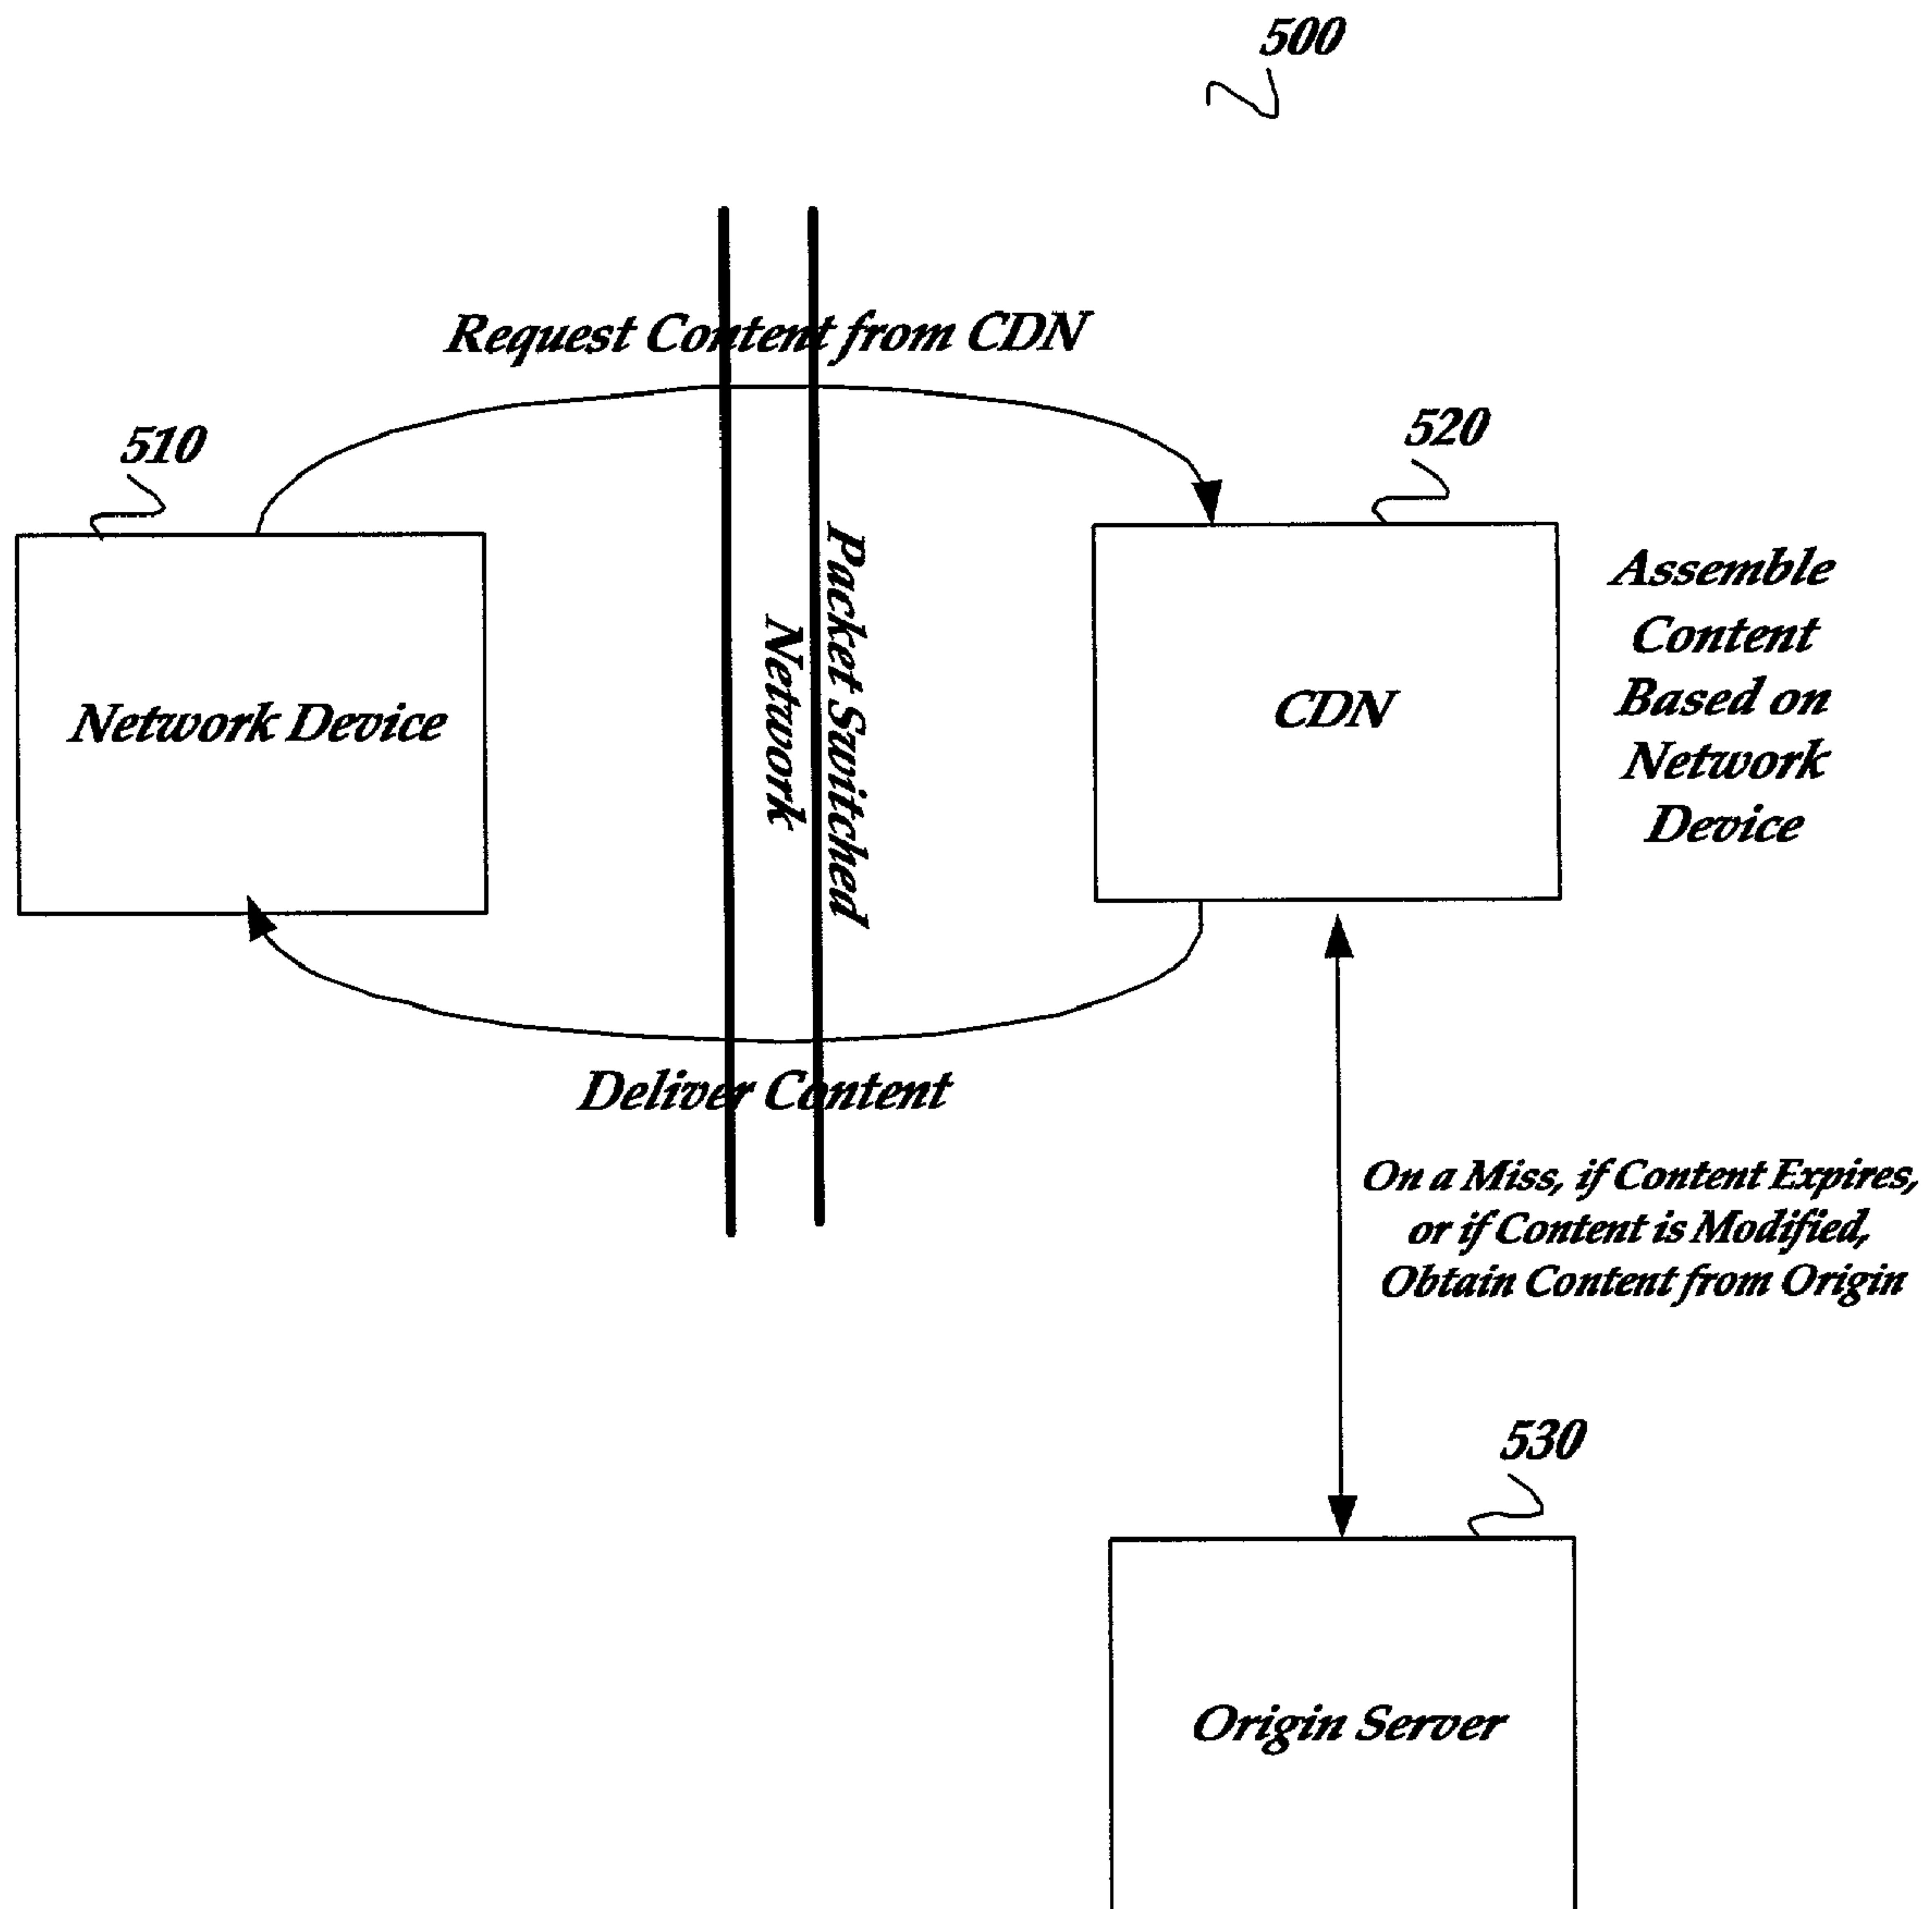 500
Request Content from CDN
510
520
Network Device
Packet Switched
Network
CDN
Assemble
Content
Based on
Network
Device
Deliver Content
On a Miss, if Content Expires,
or if Content is Modified,
Obtain Content from Origin
530
Origin Server